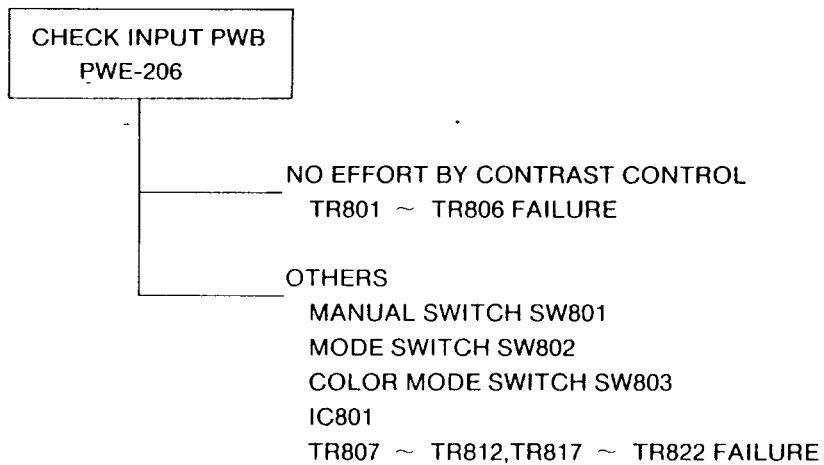 CHECK INPUT PWB
PWE-206
NO EFFORT BY CONTRAST CONTROL
TR801 ~ TR806 FAILURE
OTHERS
MANUAL SWITCH SW801
MODE SWITCH SW802
COLOR MODE SWITCH SW803
IC801
TR807 ~ TR812,TR817 ~ TR822 FAILURE